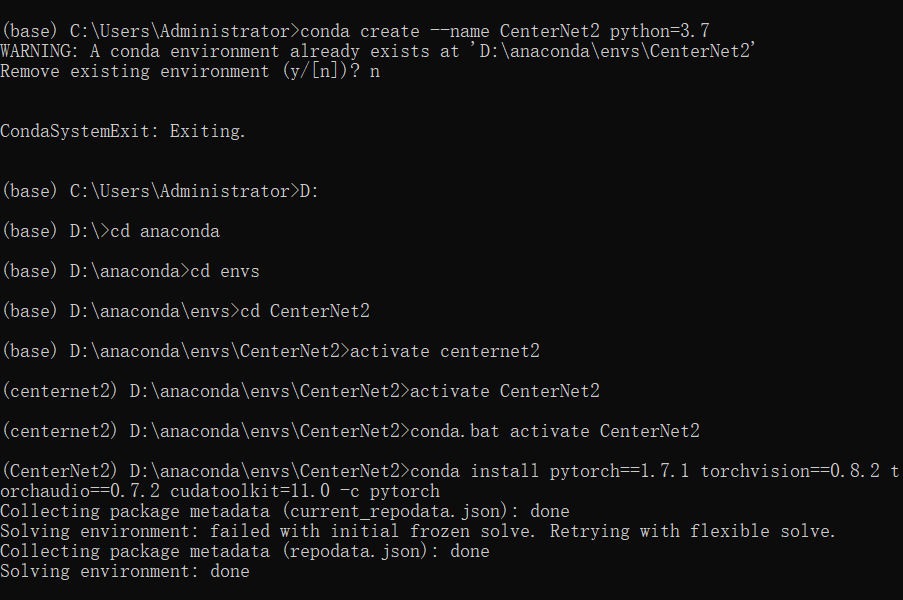 (base) C:\Users\Administrator>conda create --name CenterNet2 python=3.7
WARNING: A conda environment already exists at 'D:\anaconda\envs\CenterNet2'
Remove existing environment (y/[n])? n
CondaSystemExit: Exiting.
(base) C:\Users\Administrator>D:
(base) D:\>cd anaconda
(base) D:\anaconda>cd envs
(base) D:\anaconda\envs>cd CenterNet2
(base) D:\anaconda\envs\CenterNet2>activate centernet2
(centernet2) D:\anaconda\envs\CenterNet2>activate CenterNet2
(centernet2) D:\anaconda\envs\CenterNet2>conda.bat activate CenterNet2
(CenterNet2) D:\anaconda\envs\CenterNet2>conda install pytorch==1.7.1 torchvision==0.8.2 t
orchaudio==0.7.2 cudatoolkit=11.0 -c pytorch
Collecting package metadata (current_repodata.json): done
Solving environment: failed with initial frozen solve. Retrying with flexible solve.
Collecting package metadata (repodata.json): done
Solving environment: done